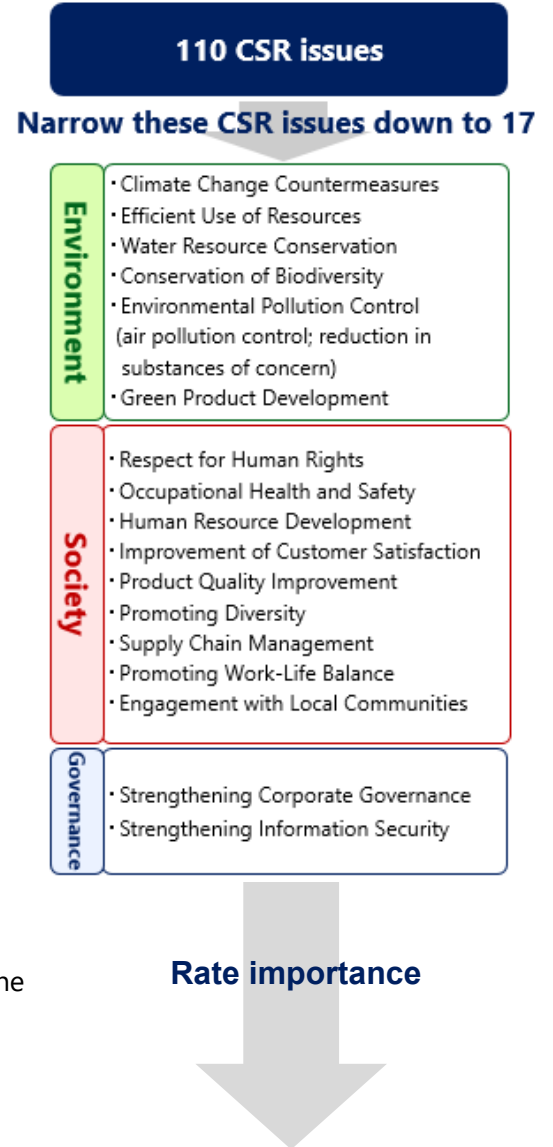 110 CSR issues
Narrow these CSR issues down to 17
Environment
・Climate Change Countermeasures
・Efficient Use of Resources
・Water Resource Conservation
・Conservation of Biodiversity
・Environmental Pollution Control
(air pollution control; reduction in
substances of concern)
・Green Product Development
Society
・Respect for Human Rights
・Occupational Health and Safety
・Human Resource Development
・Improvement of Customer Satisfaction
・Product Quality Improvement
・Promoting Diversity
・Supply Chain Management
・Promoting Work-Life Balance
・Engagement with Local Communities
Governance
・Strengthening Corporate Governance
・Strengthening Information Security
Rate importance